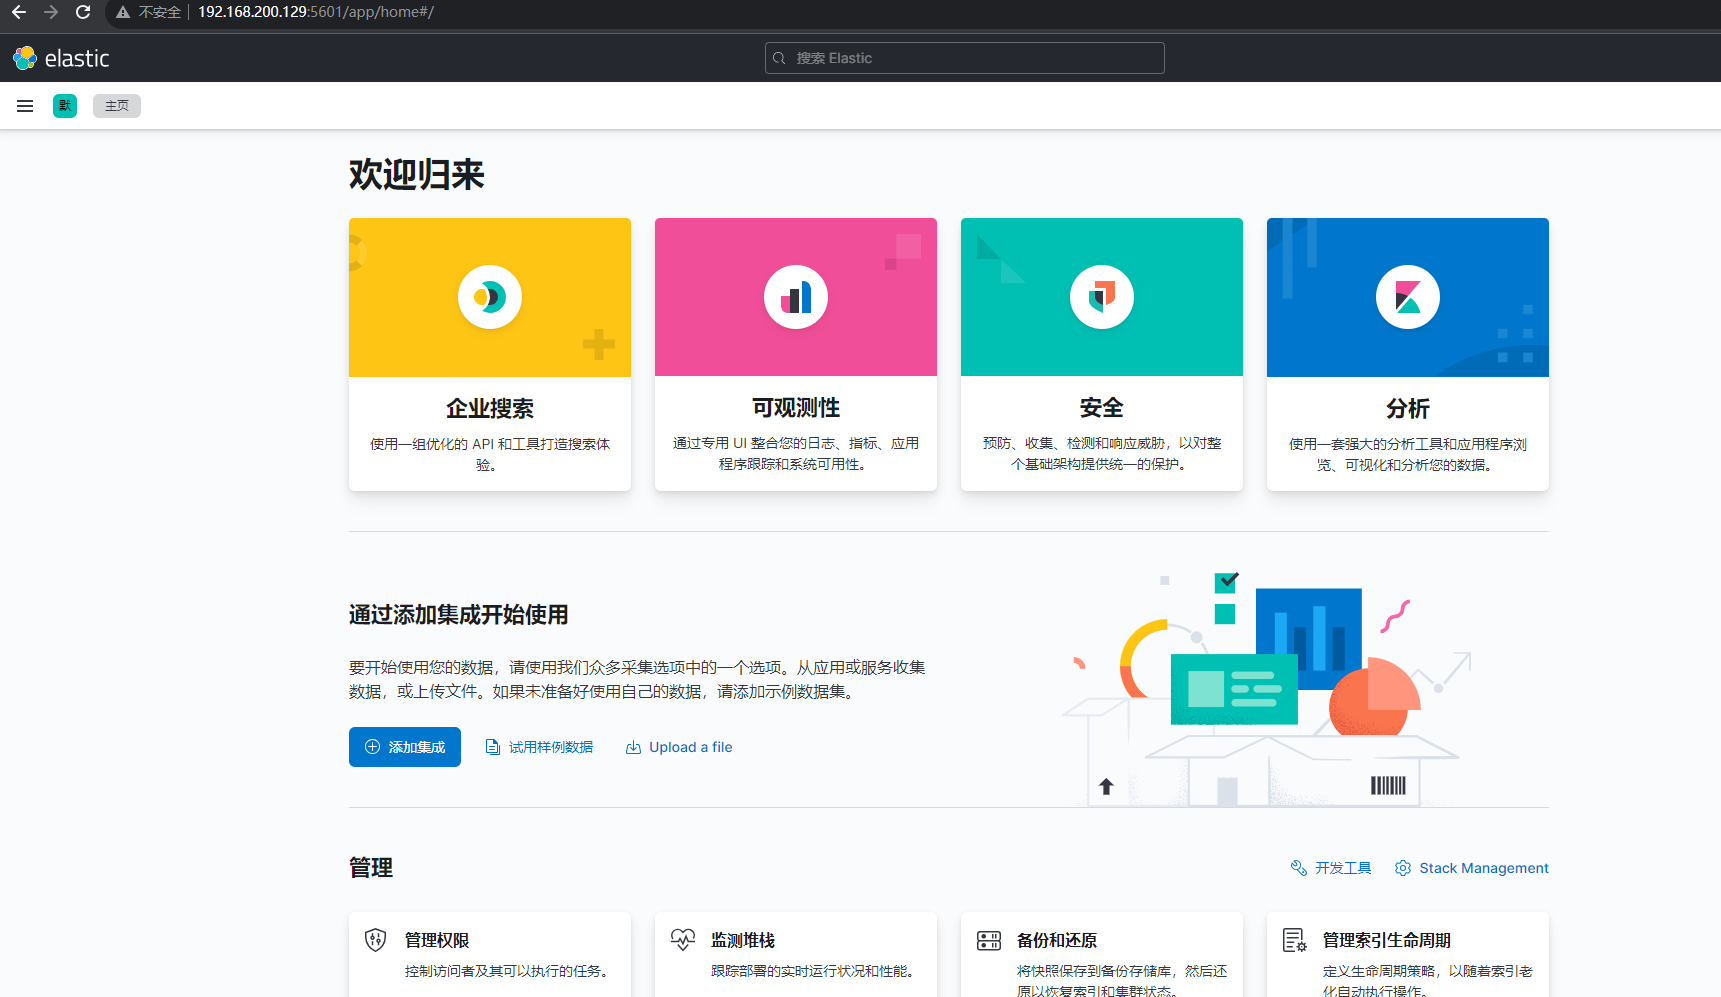 不安全 192.168.200.129:5601/app/home#/
elastic
搜索 Elastic
默 主页
欢迎归来
企业搜索
使用一组优化的 API 和工具打造搜索体
验。
可观测性
通过专用 UI 整合您的日志、指标、应用
程序跟踪和系统可用性。
安全
预防、收集、检测和响应威胁，以对整
个基础架构提供统一的保护。
分析
使用一套强大的分析工具和应用程序浏
览、可视化和分析您的数据。
通过添加集成开始使用
要开始使用您的数据，请使用我们众多采集选项中的一个选项。从应用或服务收集
数据，或上传文件。如果未准备好使用自己的数据，请添加示例数据集。
添加集成 试用样例数据 Upload a file
管理
开发工具 Stack Management
管理权限
控制访问者及其可以执行的任务。
监测堆栈
跟踪部署的实时运行状况和性能。
备份和还原
将快照保存到备份存储库，然后还
原以恢复索引和集群状态。
管理索引生命周期
定义生命周期策略，以随着索引老
化自动执行操作。